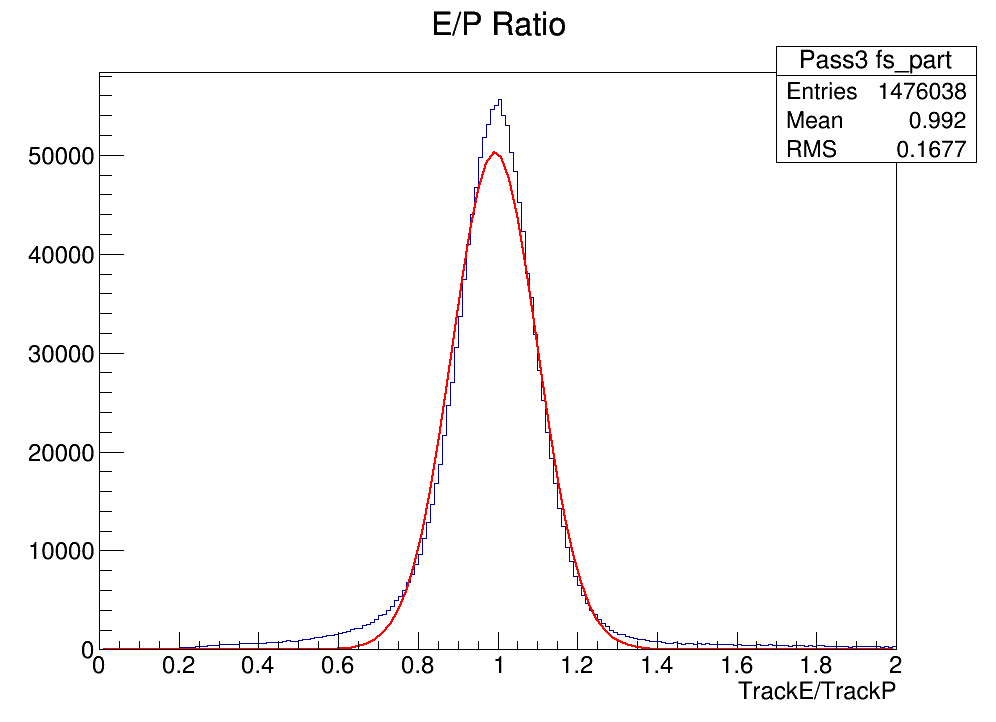 E/P Ratio
Pass3 fs_part
Entries 1476038
Mean 0.992
RMS 0.1677
50000
40000
30000
20000
10000
0
0 0.2 0.4 0.6 0.8 1 1.2 1.4 1.6 1.8 2
TrackE/TrackP